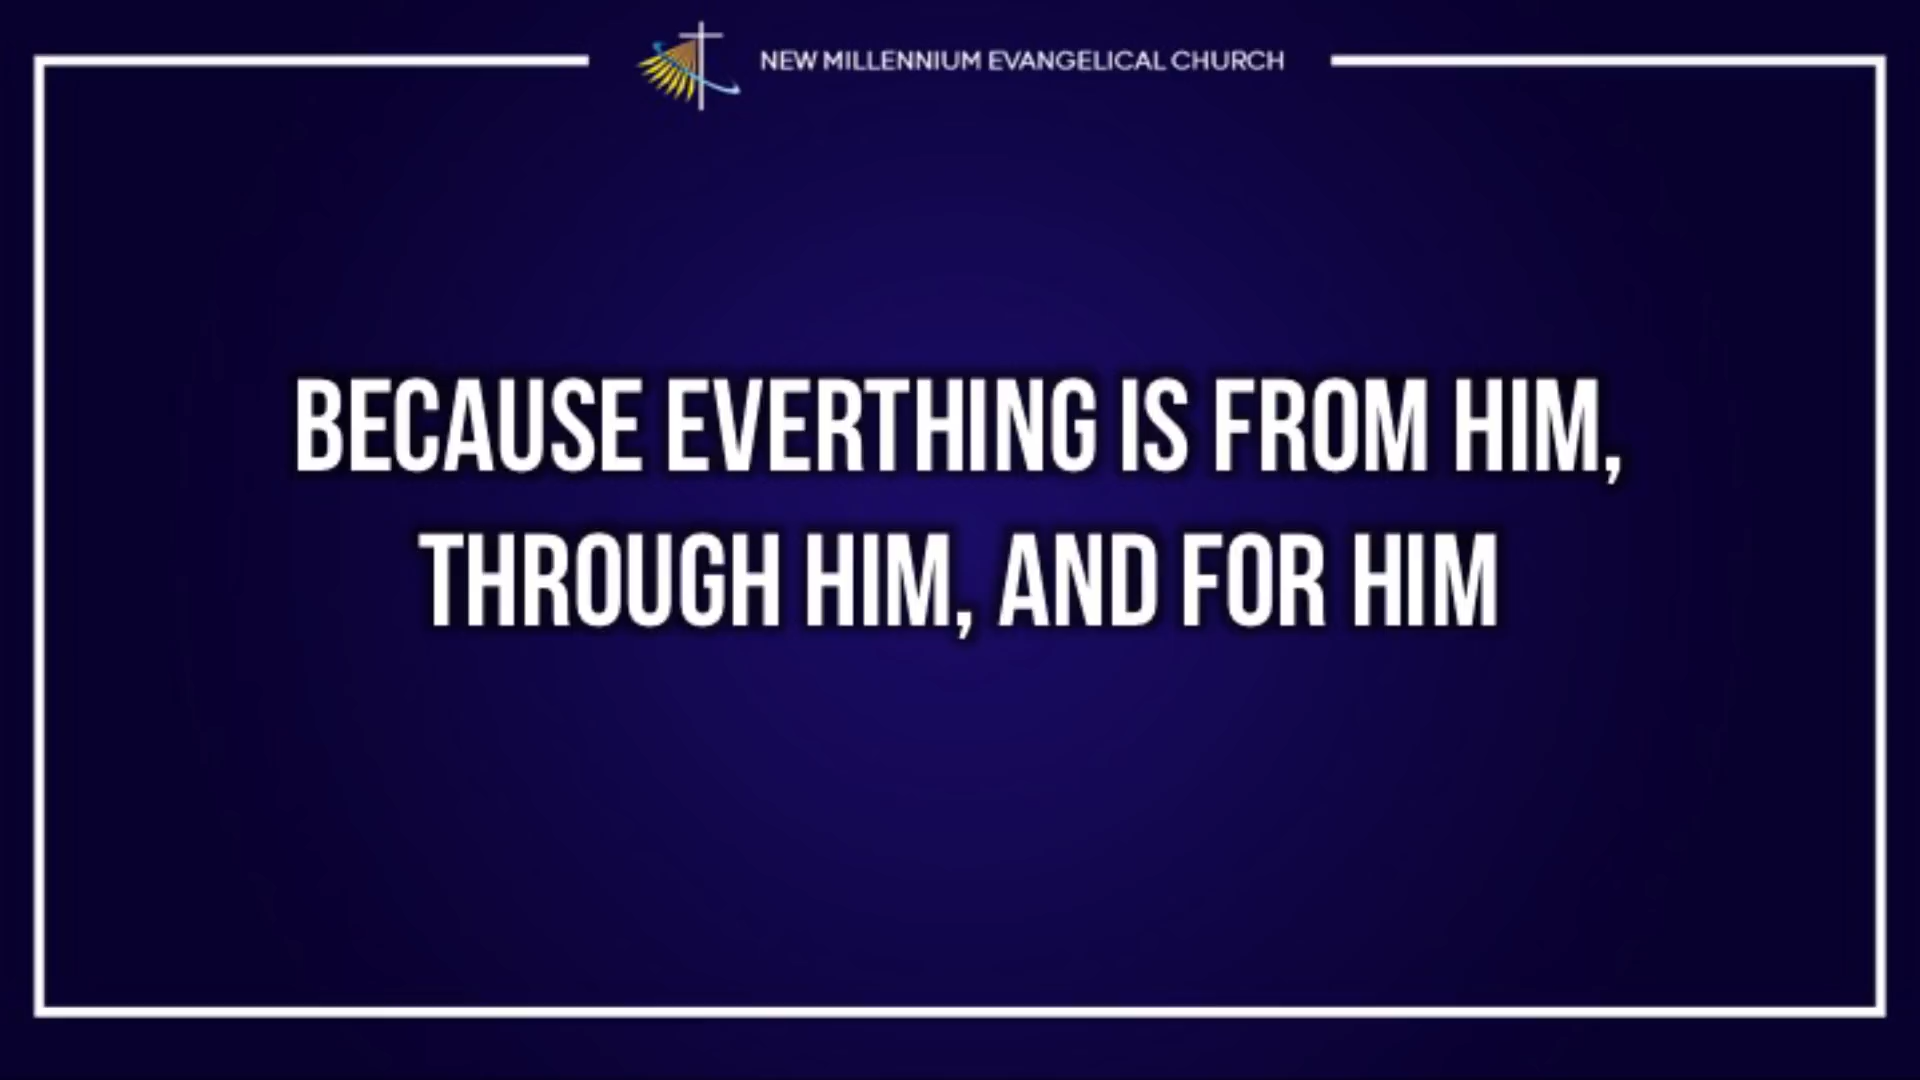 NEW MILLENNIUM EVANGELICAL CHURCH
BECAUSE EVERTHING IS FROM HIM,
THROUGH HIM, AND FOR HIM